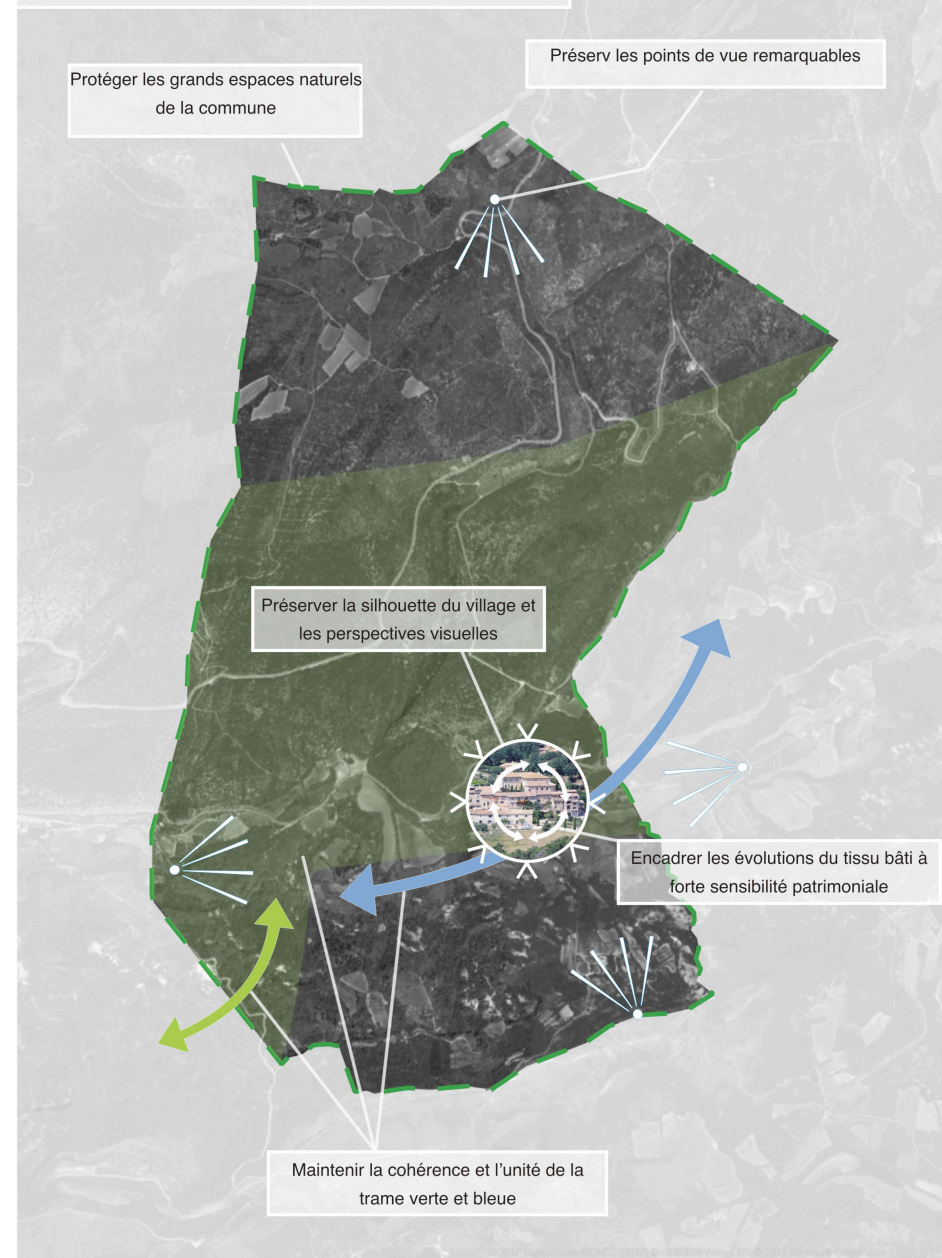 Préserv les points de vue remarquables
Protéger les grands espaces naturels
de la commune
Préserver la silhouette du village et
les perspectives visuelles
Encadrer les évolutions du tissu bâti à
forte sensibilité patrimoniale
Maintenir la cohérence et l’unité de la
trame verte et bleue